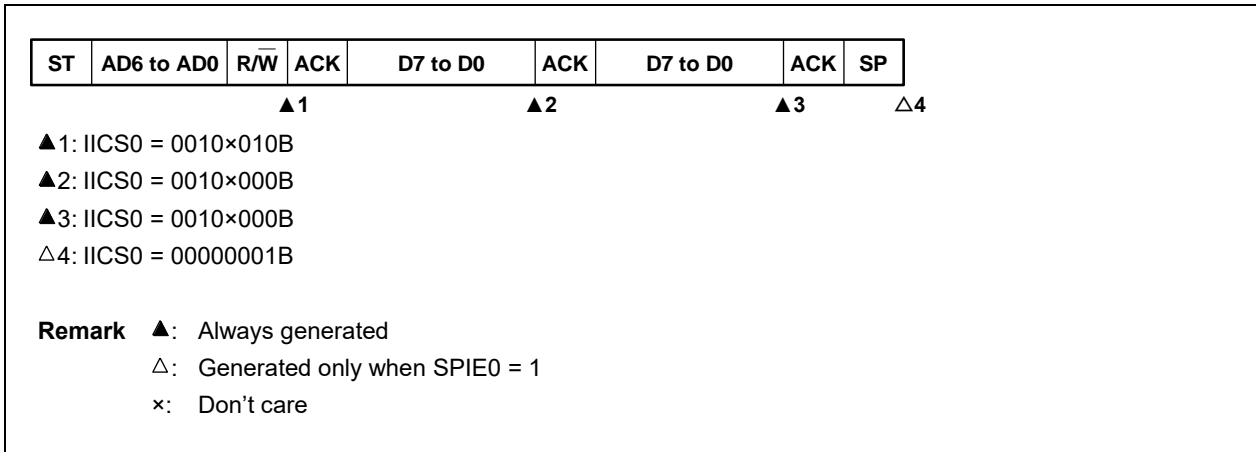 ST AD6 to AD0 R/W̅ ACK D7 to D0 ACK D7 to D0 ACK SP
▲1 ▲2 ▲3 △4
▲1: IICS0 = 0010×010B
▲2: IICS0 = 0010×000B
▲3: IICS0 = 0010×000B
△4: IICS0 = 00000001B
Remark ▲: Always generated
△: Generated only when SPIE0 = 1
×: Don't care